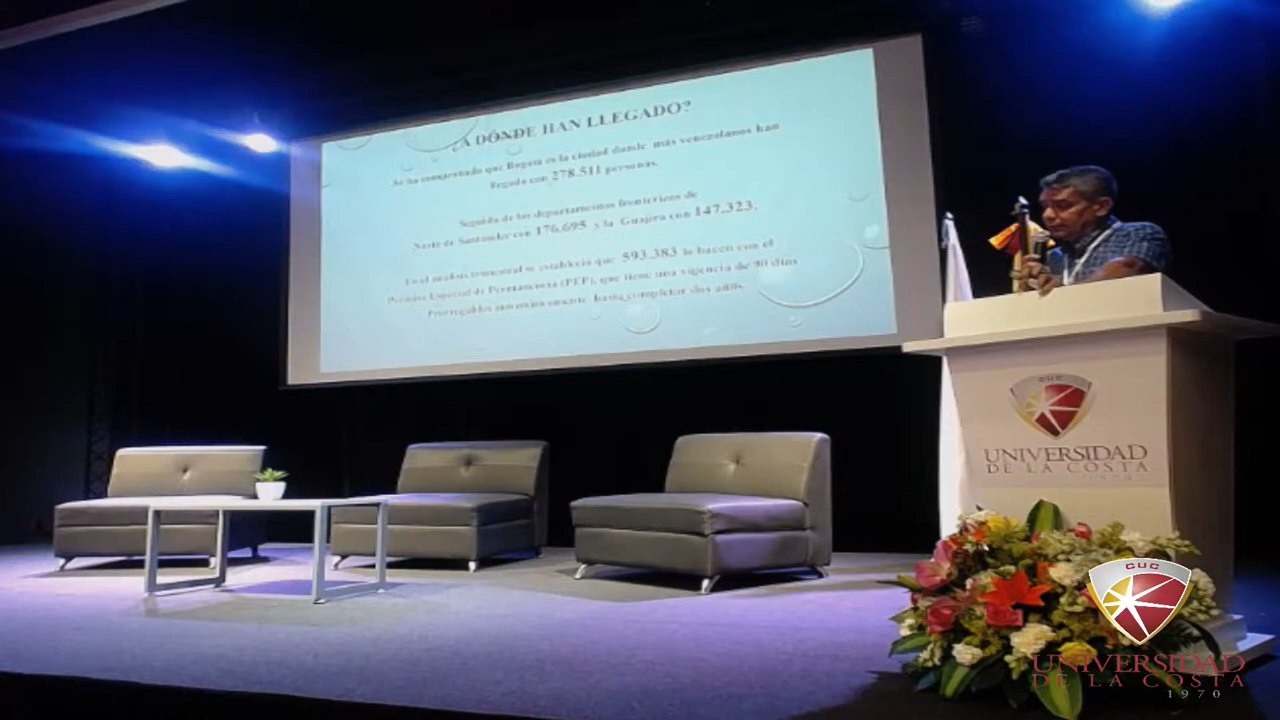 ¿A DÓNDE HAN LLEGADO?
Se ha comprobado que Bogotá es la ciudad donde más venezolanos han
llegado con 278.511 personas.
Seguida de los departamentos fronterizos de
Norte de Santander con 176.695 y la Guajira con 147.323.
En el análisis trimestral se estableció que 593.383 lo hacen con el
Permiso Especial de Permanencia (PEP), que tiene una vigencia de 90 días
Prorrogables automáticamente hasta completar dos años.
CUC
UNIVERSIDAD
DE LA COSTA
1970
CUC
UNIVERSIDAD
DE LA COSTA
1970